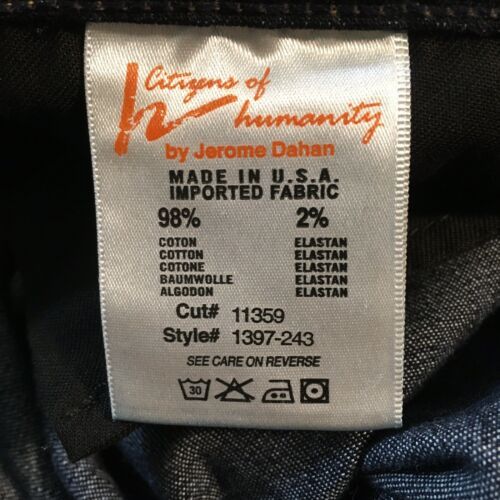 Citizens of
humanity
by Jerome Dahan
MADE IN U.S.A.
IMPORTED FABRIC
98% 2%
COTON ELASTAN
COTTON ELASTAN
COTONE ELASTAN
BAUMWOLLE ELASTAN
ALGODON ELASTAN
Cut# 11359
Style# 1397-243
SEE CARE ON REVERSE
30